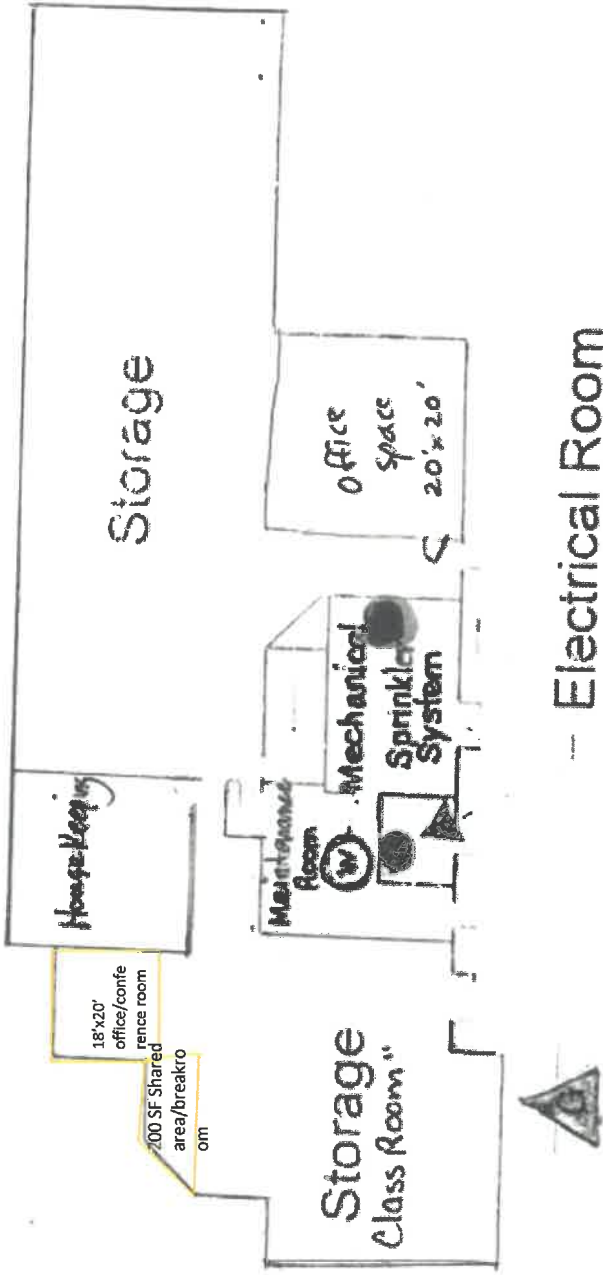 Storage
House Keeping
18'x20'
office/confe
rence room
200 SF Shared
area/breakro
om
office
space
20'x20'
Mechanical
Sprinkler
System
Maintenance
Room
W
Storage
Class Room"
G
Electrical Room